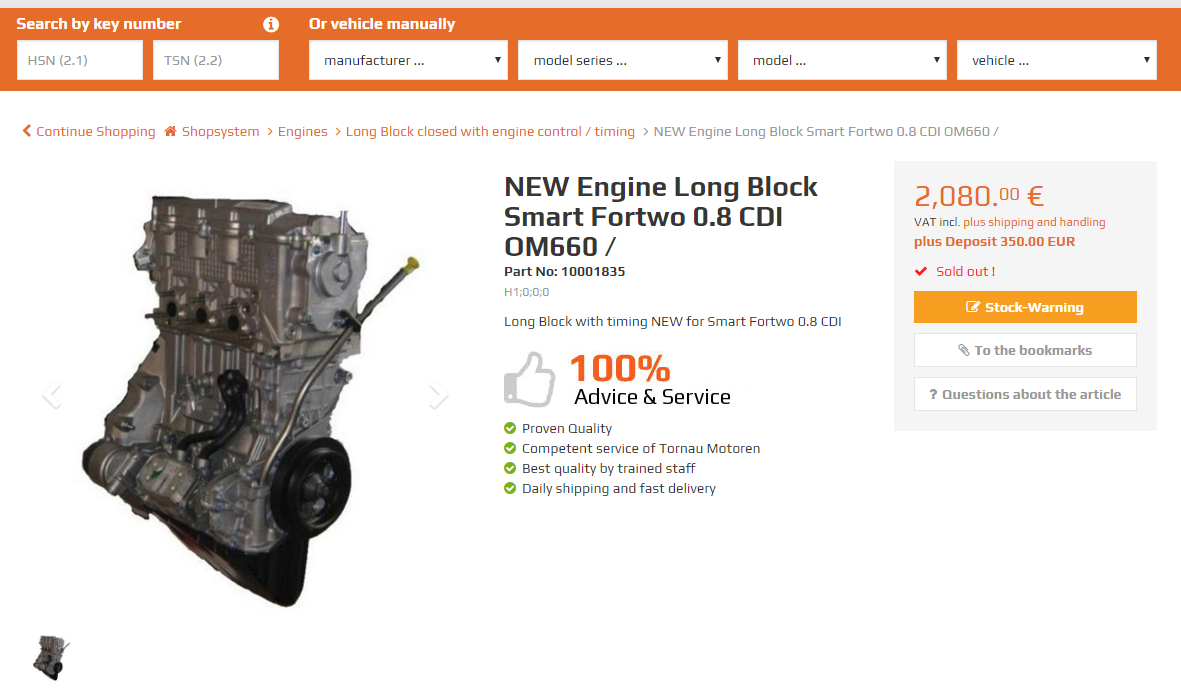 Search by key number
Or vehicle manually
HSN (2.1)
TSN (2.2)
manufacturer ...
model series ...
model ...
vehicle ...
Continue Shopping Shopsystem > Engines > Long Block closed with engine control / timing > NEW Engine Long Block Smart Fortwo 0.8 CDI OM660 /
NEW Engine Long Block
Smart Fortwo 0.8 CDI
OM660 /
Part No: 10001835
H1;0;0;0
Long Block with timing NEW for Smart Fortwo 0.8 CDI
100%
Advice & Service
Proven Quality
Competent service of Tornau Motoren
Best quality by trained staff
Daily shipping and fast delivery
2,080.00 €
VAT incl. plus shipping and handling
plus Deposit 350.00 EUR
Sold out !
Stock-Warning
To the bookmarks
? Questions about the article